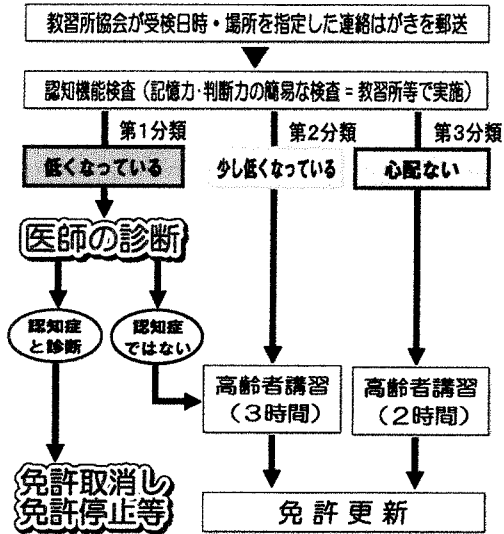 教習所協会が受検日時・場所を指定した連絡はがきを郵送
認知機能検査（記憶力・判断力の簡易な検査＝教習所等で実施）
第1分類
第2分類
第3分類
低くなっている
少し低くなっている
心配ない
医師の診断
認知症
と診断
認知症
ではない
高齢者講習
（3時間）
高齢者講習
（2時間）
免許取消し
免許停止等
免許更新